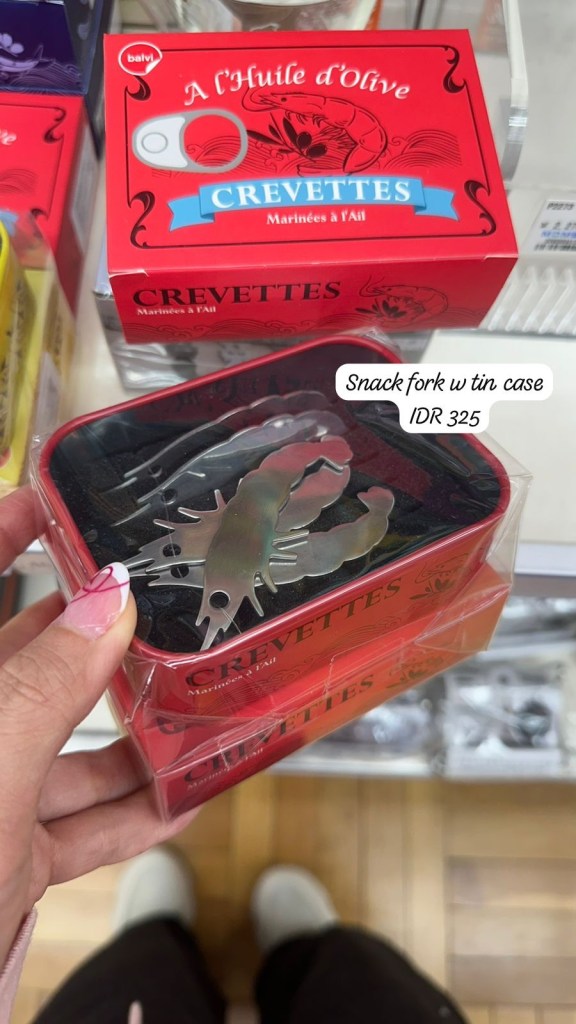 balvi
A l'Huile d'Olive
CREVETTES
Marinées à l'Ail
CREVETTES
Marinées à l'Ail
Snack fork w tin case
IDR 325
CREVETTES
Marinées à l'Ail
CREVETTES
Marinées à l'Ail